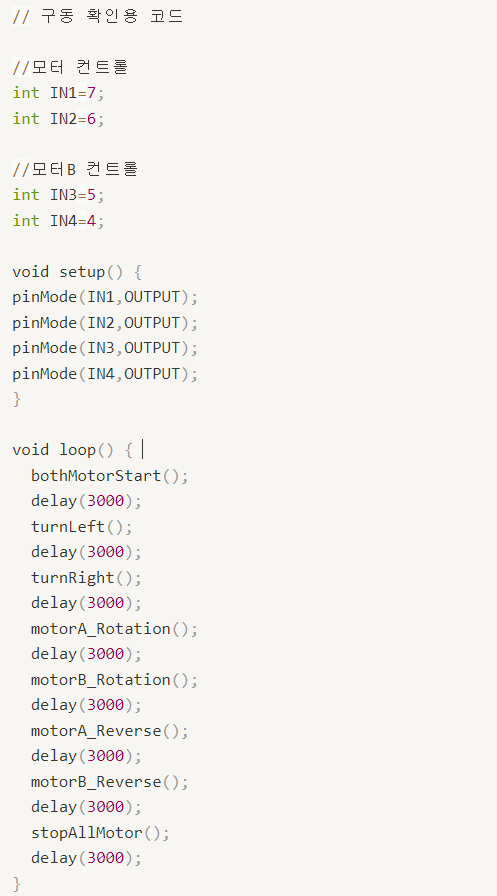 // 구동 확인용 코드
//모터 컨트롤
int IN1=7;
int IN2=6;
//모터B 컨트롤
int IN3=5;
int IN4=4;
void setup() {
pinMode(IN1,OUTPUT);
pinMode(IN2,OUTPUT);
pinMode(IN3,OUTPUT);
pinMode(IN4,OUTPUT);
}
void loop() {
  bothMotorStart();
  delay(3000);
  turnLeft();
  delay(3000);
  turnRight();
  delay(3000);
  motorA_Rotation();
  delay(3000);
  motorB_Rotation();
  delay(3000);
  motorA_Reverse();
  delay(3000);
  motorB_Reverse();
  delay(3000);
  stopAllMotor();
  delay(3000);
}